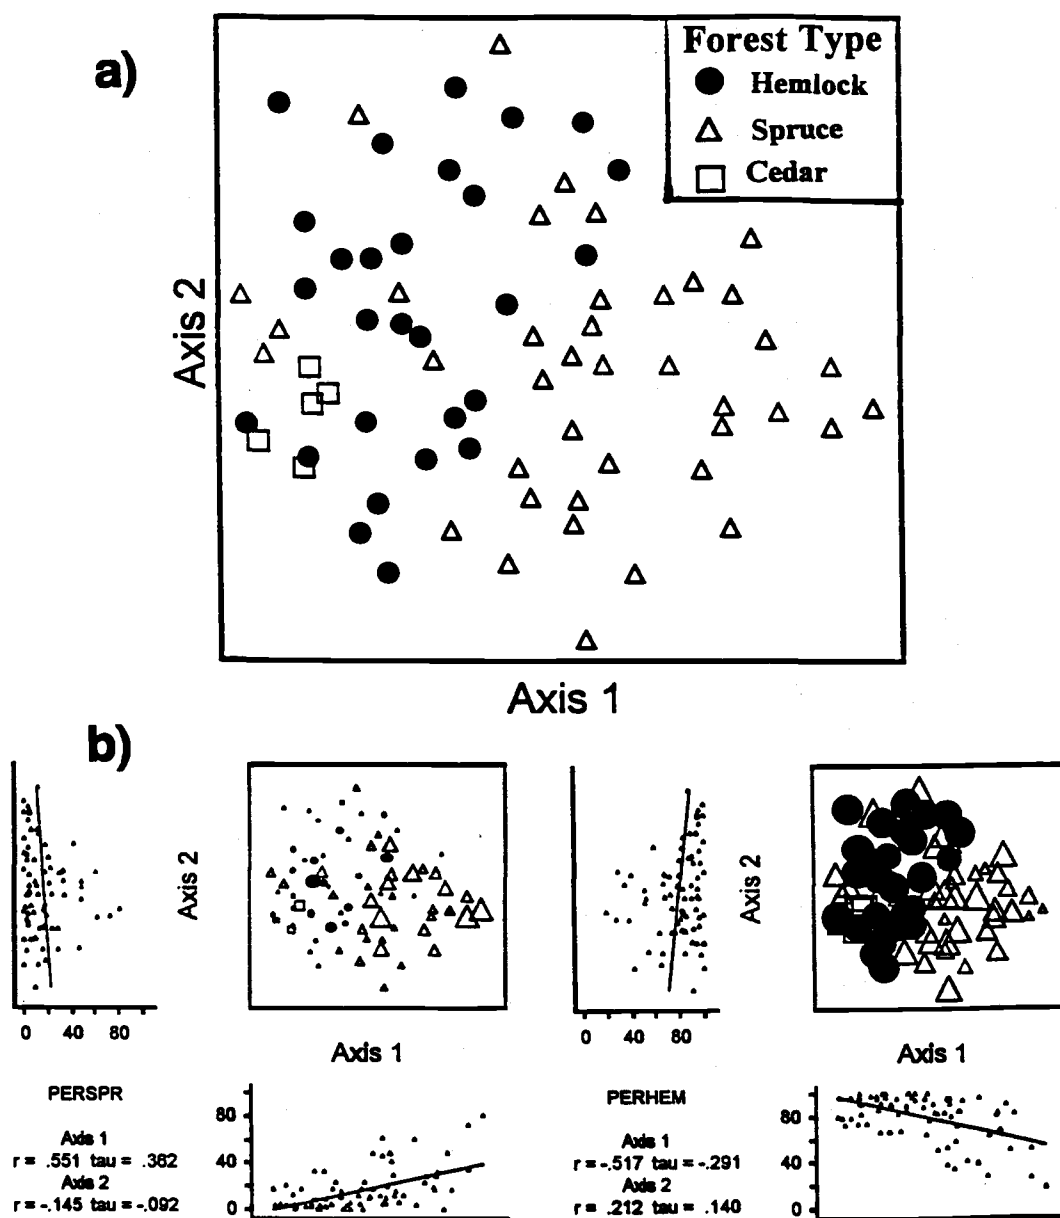 a)
Forest Type
Hemlock
Spruce
Cedar
Axis 2
Axis 1
b)
Axis 2
0 40 80
Axis 1
PERSPR
Axis 1
r = .551 tau = .362
Axis 2
r = -.145 tau = -.092
80
40
0
Axis 2
0 40 80
Axis 1
PERHEM
Axis 1
r = -.517 tau = -.291
Axis 2
r = .212 tau = .140
80
40
0